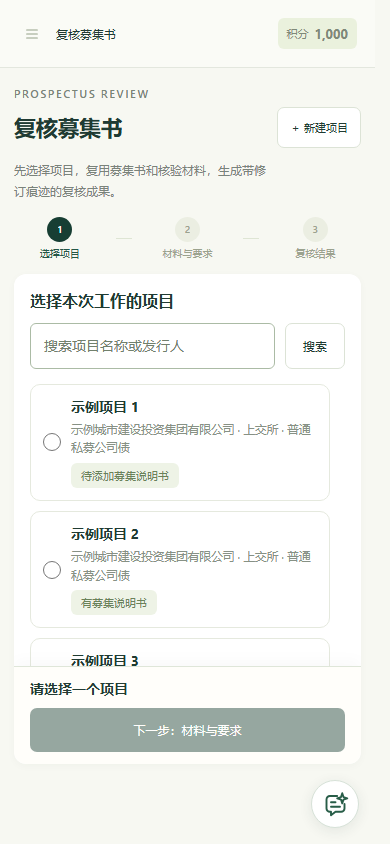 复核募集书
积分 1,000
PROSPECTUS REVIEW
复核募集书
+ 新建项目
先选择项目，复用募集书和核验材料，生成带修
订痕迹的复核成果。
1
2
3
选择项目
材料与要求
复核结果
选择本次工作的项目
搜索项目名称或发行人
搜索
示例项目 1
示例城市建设投资集团有限公司 · 上交所 · 普通
私募公司债
待添加募集说明书
示例项目 2
示例城市建设投资集团有限公司 · 上交所 · 普通
私募公司债
有募集说明书
示例项目 3
请选择一个项目
下一步：材料与要求